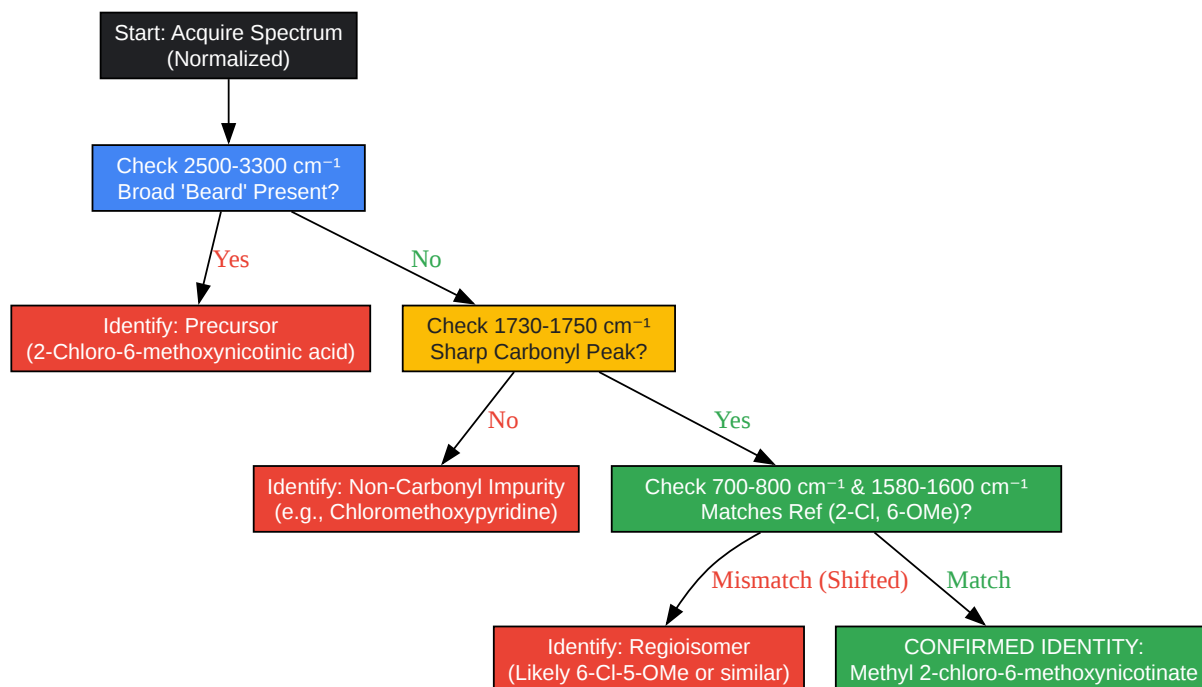 Start: Acquire Spectrum
(Normalized)
Check 2500-3300 cm⁻¹
Broad 'Beard' Present?
Yes
No
Identify: Precursor
(2-Chloro-6-methoxynicotinic acid)
Check 1730-1750 cm⁻¹
Sharp Carbonyl Peak?
No
Yes
Identify: Non-Carbonyl Impurity
(e.g., Chloromethoxypyridine)
Check 700-800 cm⁻¹ & 1580-1600 cm⁻¹
Matches Ref (2-Cl, 6-OMe)?
Mismatch (Shifted)
Match
Identify: Regioisomer
(Likely 6-Cl-5-OMe or similar)
CONFIRMED IDENTITY:
Methyl 2-chloro-6-methoxynicotinate